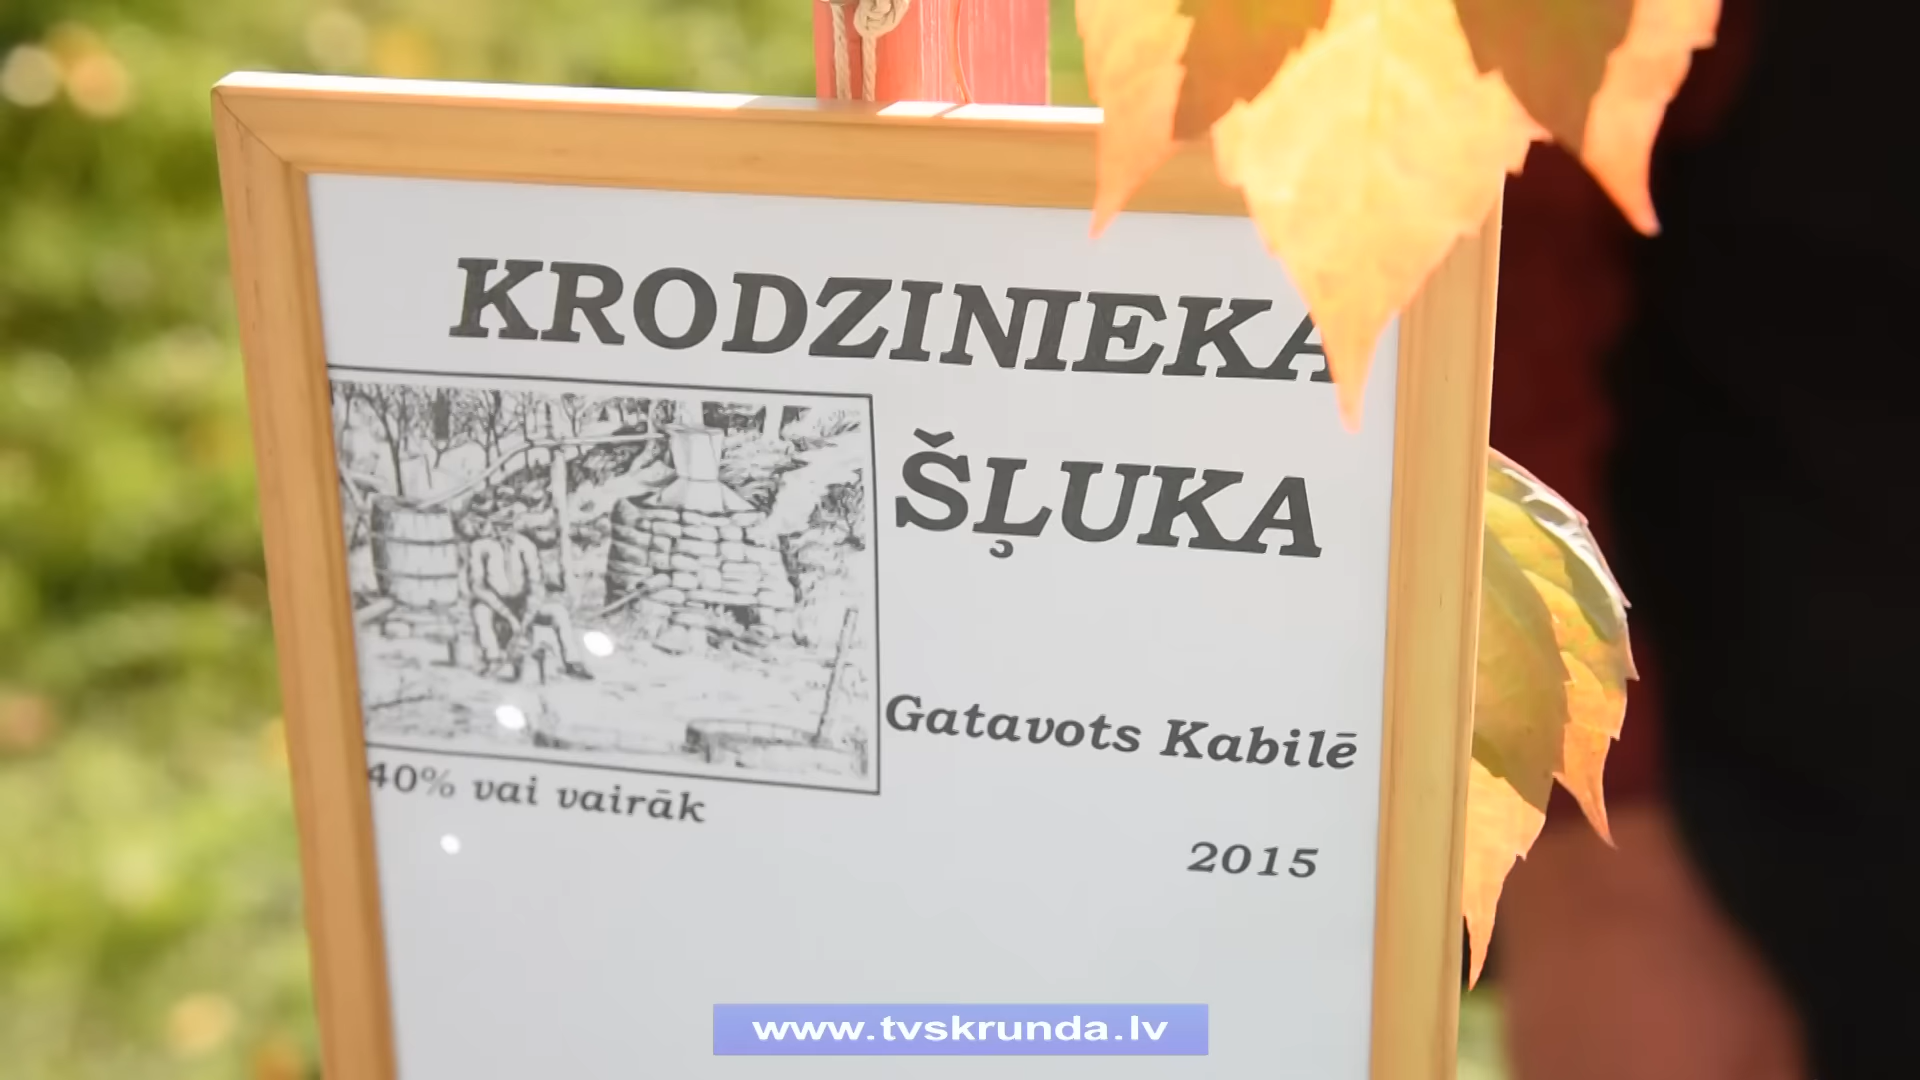 KRODZINIEKA
ŠĻUKA
Gatavots Kabilē
40% vai vairāk
2015
www.tvskrunda.lv